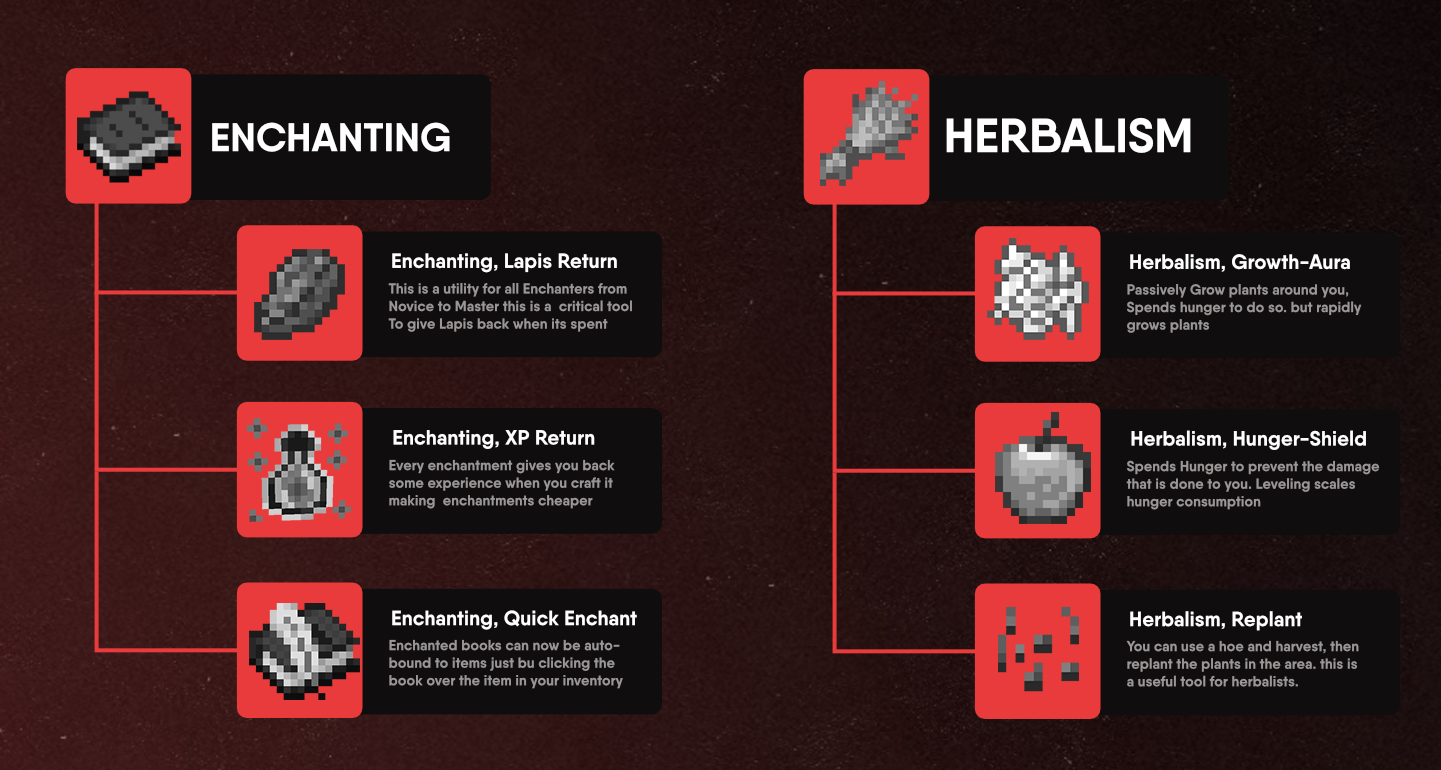 ENCHANTING
Enchanting, Lapis Return
This is a utility for all Enchanters from
Novice to Master this is a  critical tool
To give Lapis back when its spent
Enchanting, XP Return
Every enchantment gives you back
some experience when you craft it
making  enchantments cheaper
Enchanting, Quick Enchant
Enchanted books can now be auto-
bound to items just bu clicking the
book over the item in your inventory
HERBALISM
Herbalism, Growth-Aura
Passively Grow plants around you,
Spends hunger to do so. but rapidly
grows plants
Herbalism, Hunger-Shield
Spends Hunger to prevent the damage
that is done to you. Leveling scales
hunger consumption
Herbalism, Replant
You can use a hoe and harvest, then
replant the plants in the area. this is
a useful tool for herbalists.